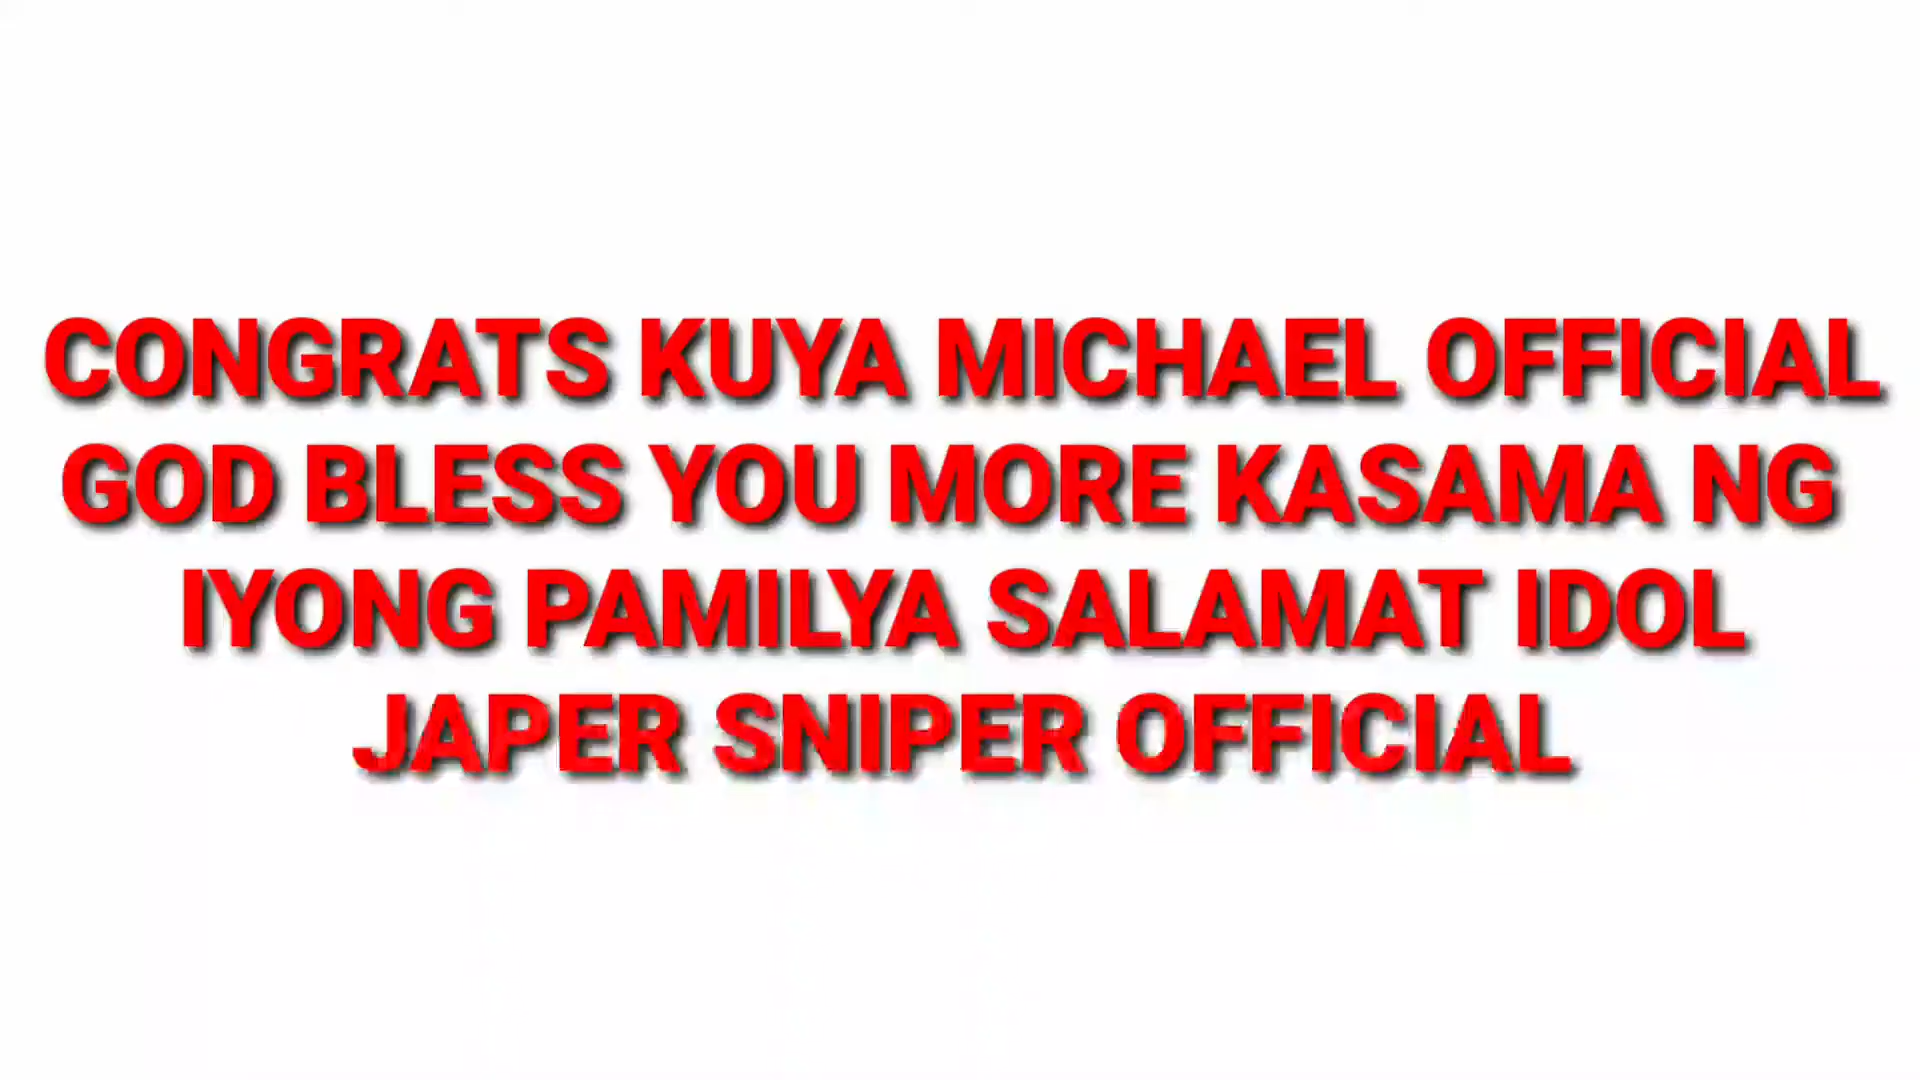 CONGRATS KUYA MICHAEL OFFICIAL
GOD BLESS YOU MORE KASAMA NG
IYONG PAMILYA SALAMAT IDOL
JAPER SNIPER OFFICIAL